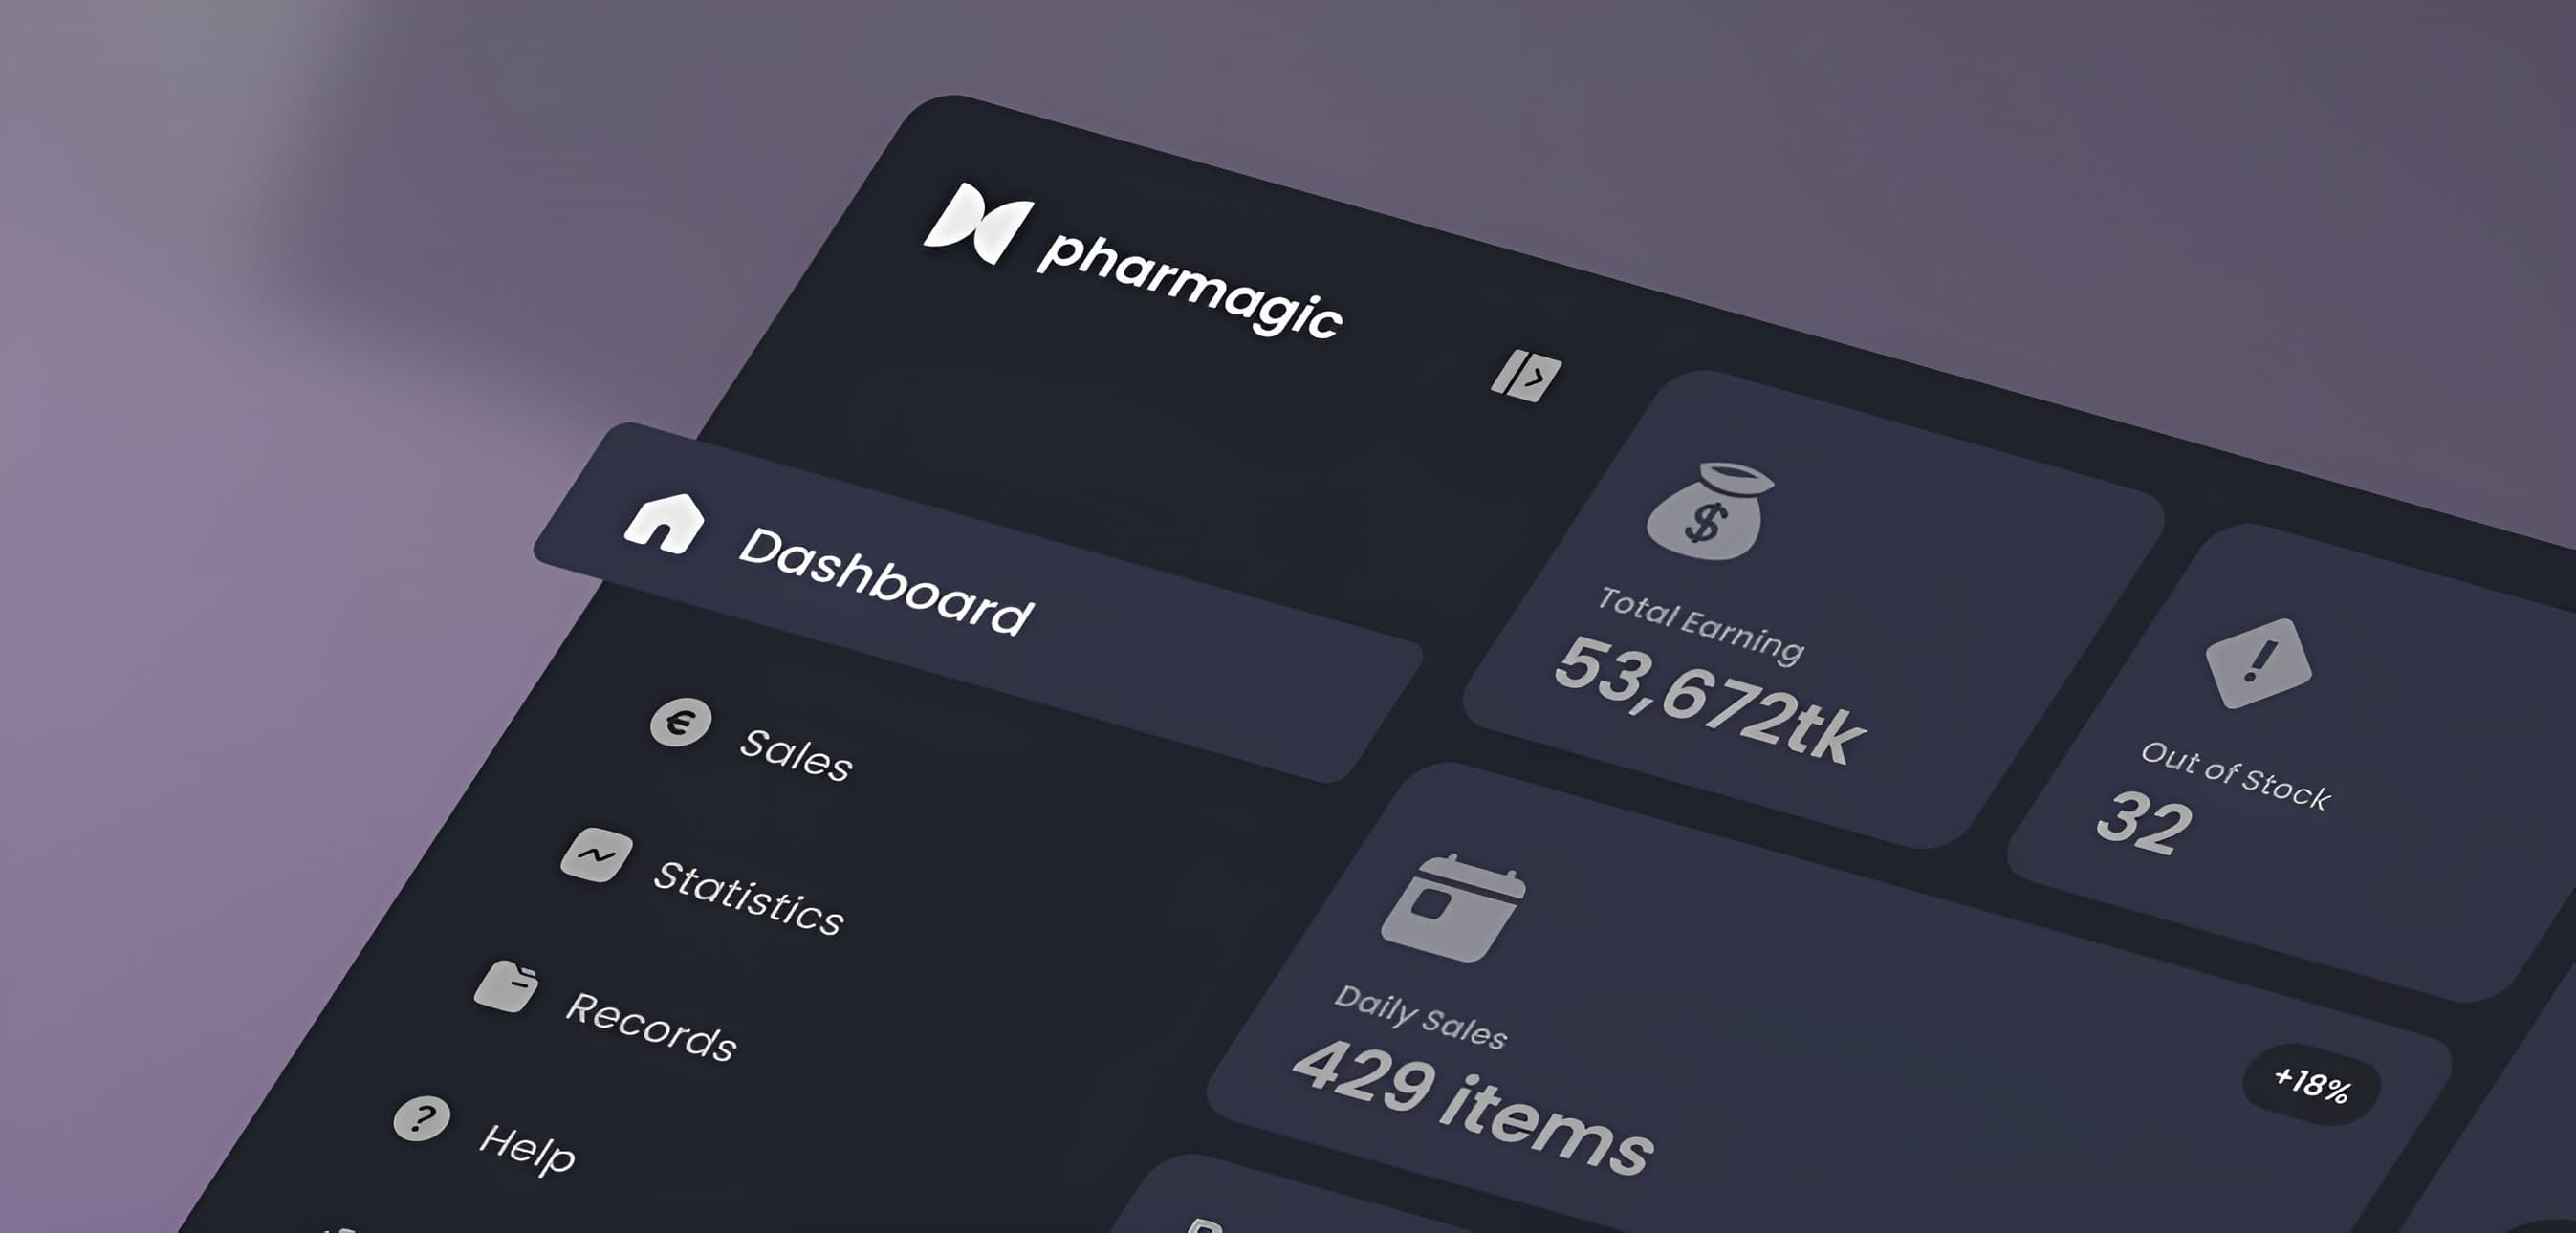 pharmagic
Dashboard
Sales
Statistics
Records
Help
$
Total Earning
53,672tk
!
Out of Stock
32
Daily Sales
429 items
+18%